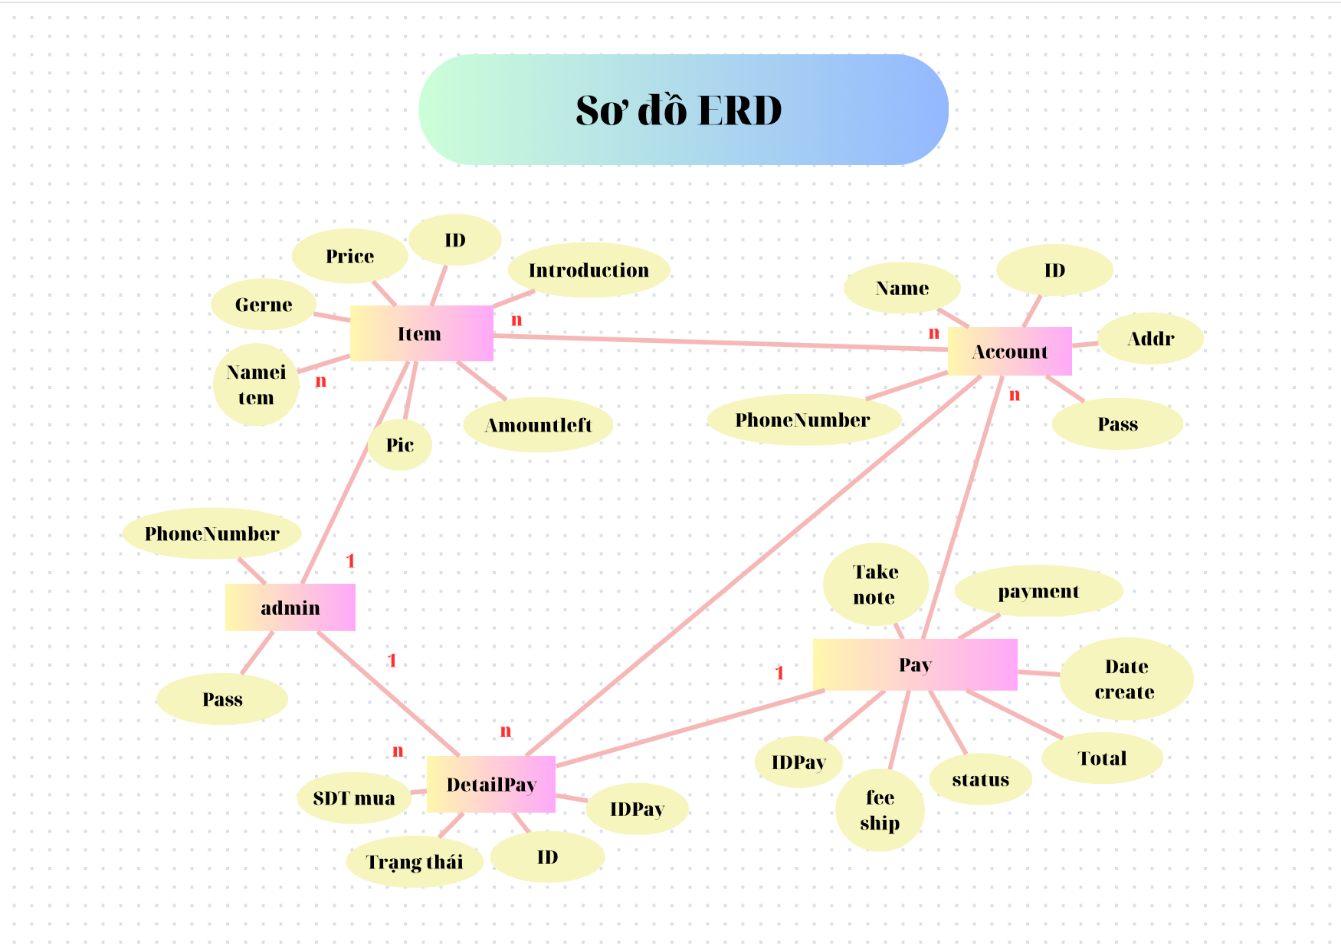 Sơ đồ ERD
Price
ID
Introduction
Gerne
Item
n
Namei
tem
n
Pic
Amountleft
Name
ID
n
Account
Addr
PhoneNumber
n
Pass
PhoneNumber
1
admin
1
Pass
Take
note
payment
1
Pay
Date
create
IDPay
fee
ship
status
Total
n
n
DetailPay
SDT mua
IDPay
Trạng thái
ID